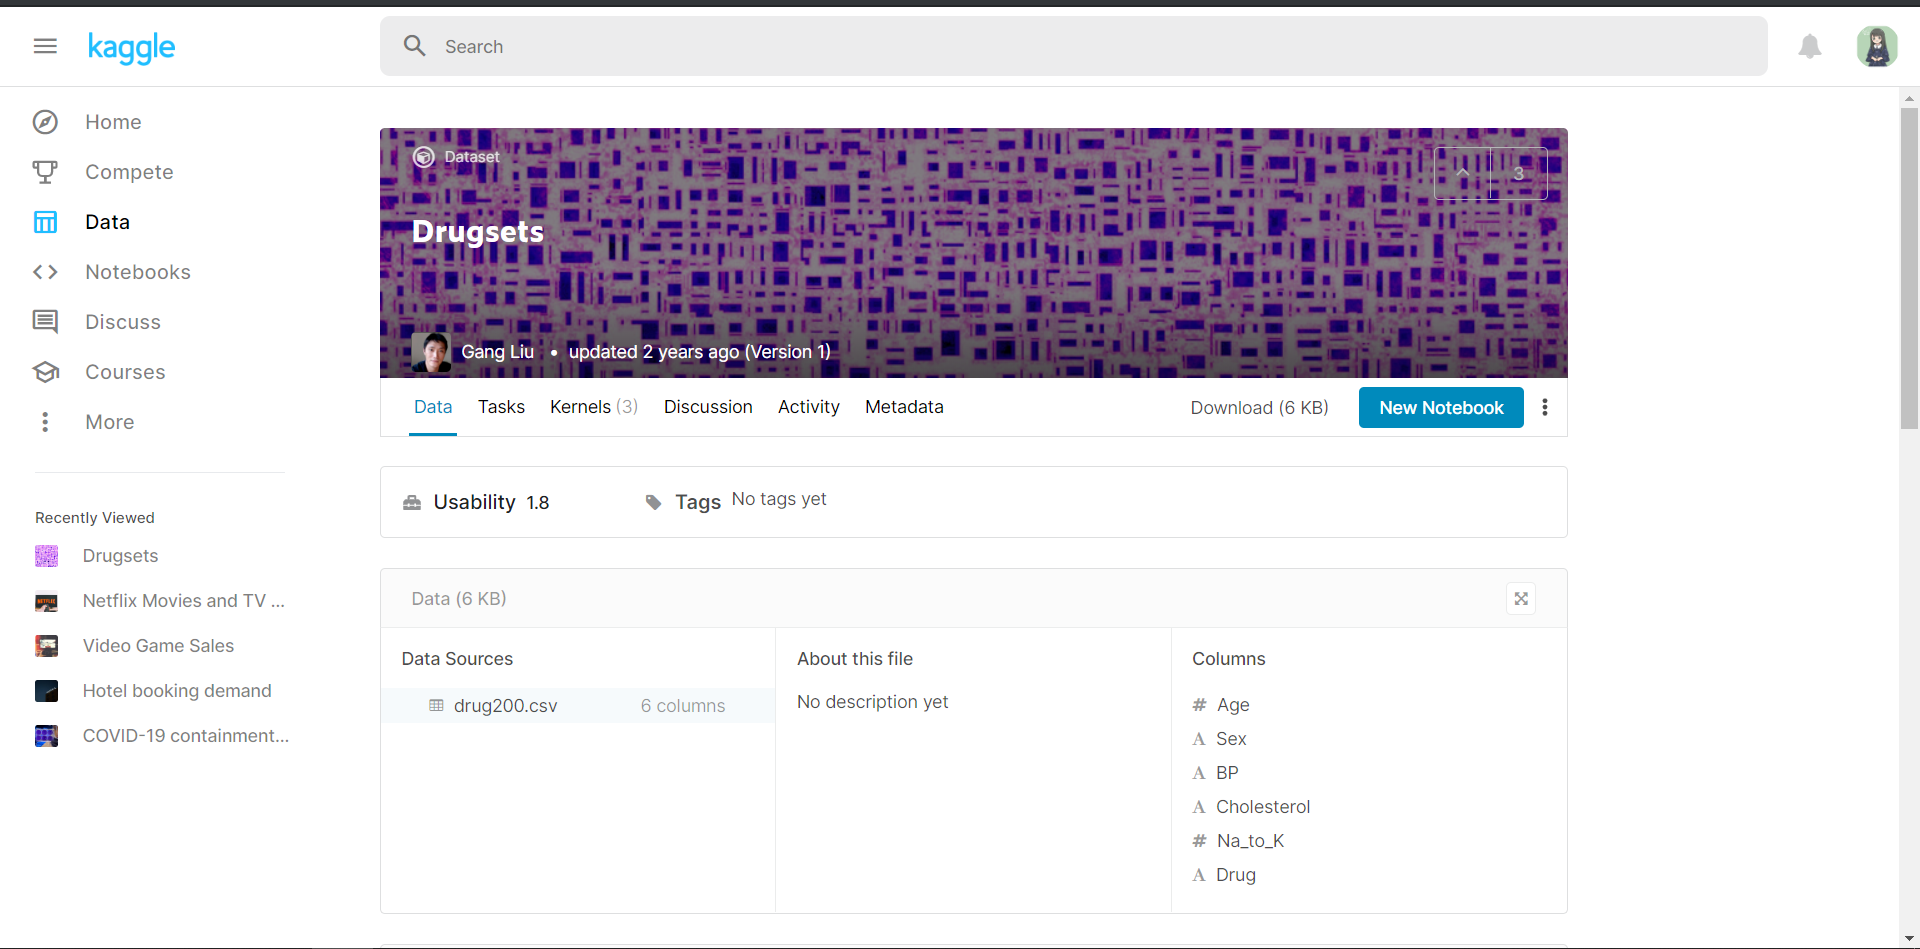 kaggle
Search
Home
Compete
Data
Notebooks
Discuss
Courses
More
Recently Viewed
Drugsets
Netflix Movies and TV ...
Video Game Sales
Hotel booking demand
COVID-19 containment...
Dataset
3
Drugsets
Gang Liu • updated 2 years ago (Version 1)
Data Tasks Kernels (3) Discussion Activity Metadata Download (6 KB) New Notebook
Usability 1.8 Tags No tags yet
Data (6 KB)
Data Sources
drug200.csv 6 columns
About this file
No description yet
Columns
# Age
A Sex
A BP
A Cholesterol
# Na_to_K
A Drug